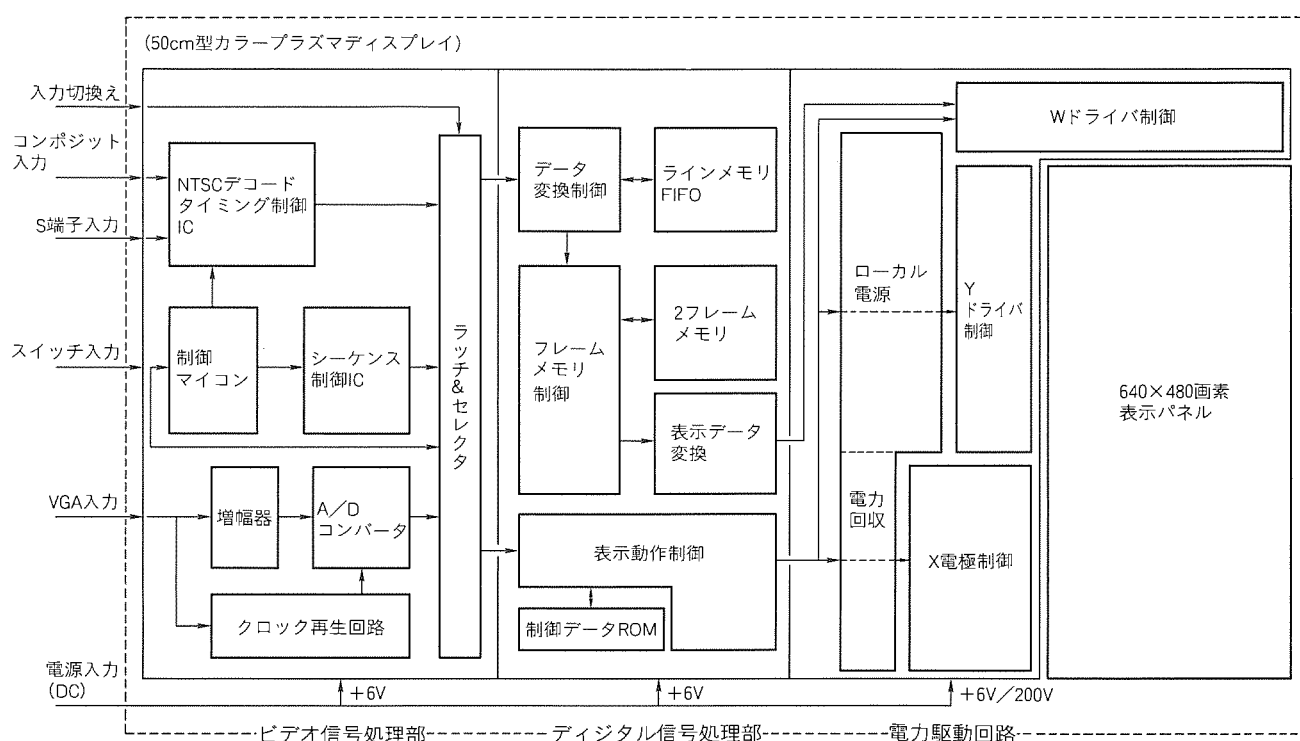 (50cm型カラープラズマディスプレイ)
入力切換え
コンポジット
入力
S端子入力
スイッチ入力
VGA入力
電源入力
(DC)
NTSCデコード
タイミング制御
IC
制御
マイコン
シーケンス
制御IC
増幅器
A/D
コンバータ
クロック再生回路
ラッチ&セレクタ
データ
変換制御
ラインメモリ
FIFO
フレーム
メモリ
制御
2フレーム
メモリ
表示データ
変換
表示動作制御
制御データROM
Wドライバ制御
ローカル
電源
Y
ドライバ
制御
電力
回収
X電極制御
640×480画素
表示パネル
+6V
+6V
+6V/200V
ビデオ信号処理部
ディジタル信号処理部
電力駆動回路